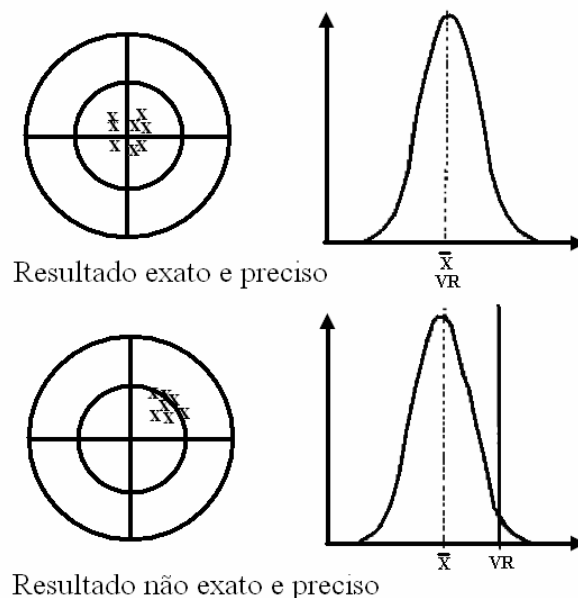 x x
x x x
x x x
x̅
VR
Resultado exato e preciso
x x x
x
x x x
x̅ VR
Resultado não exato e preciso